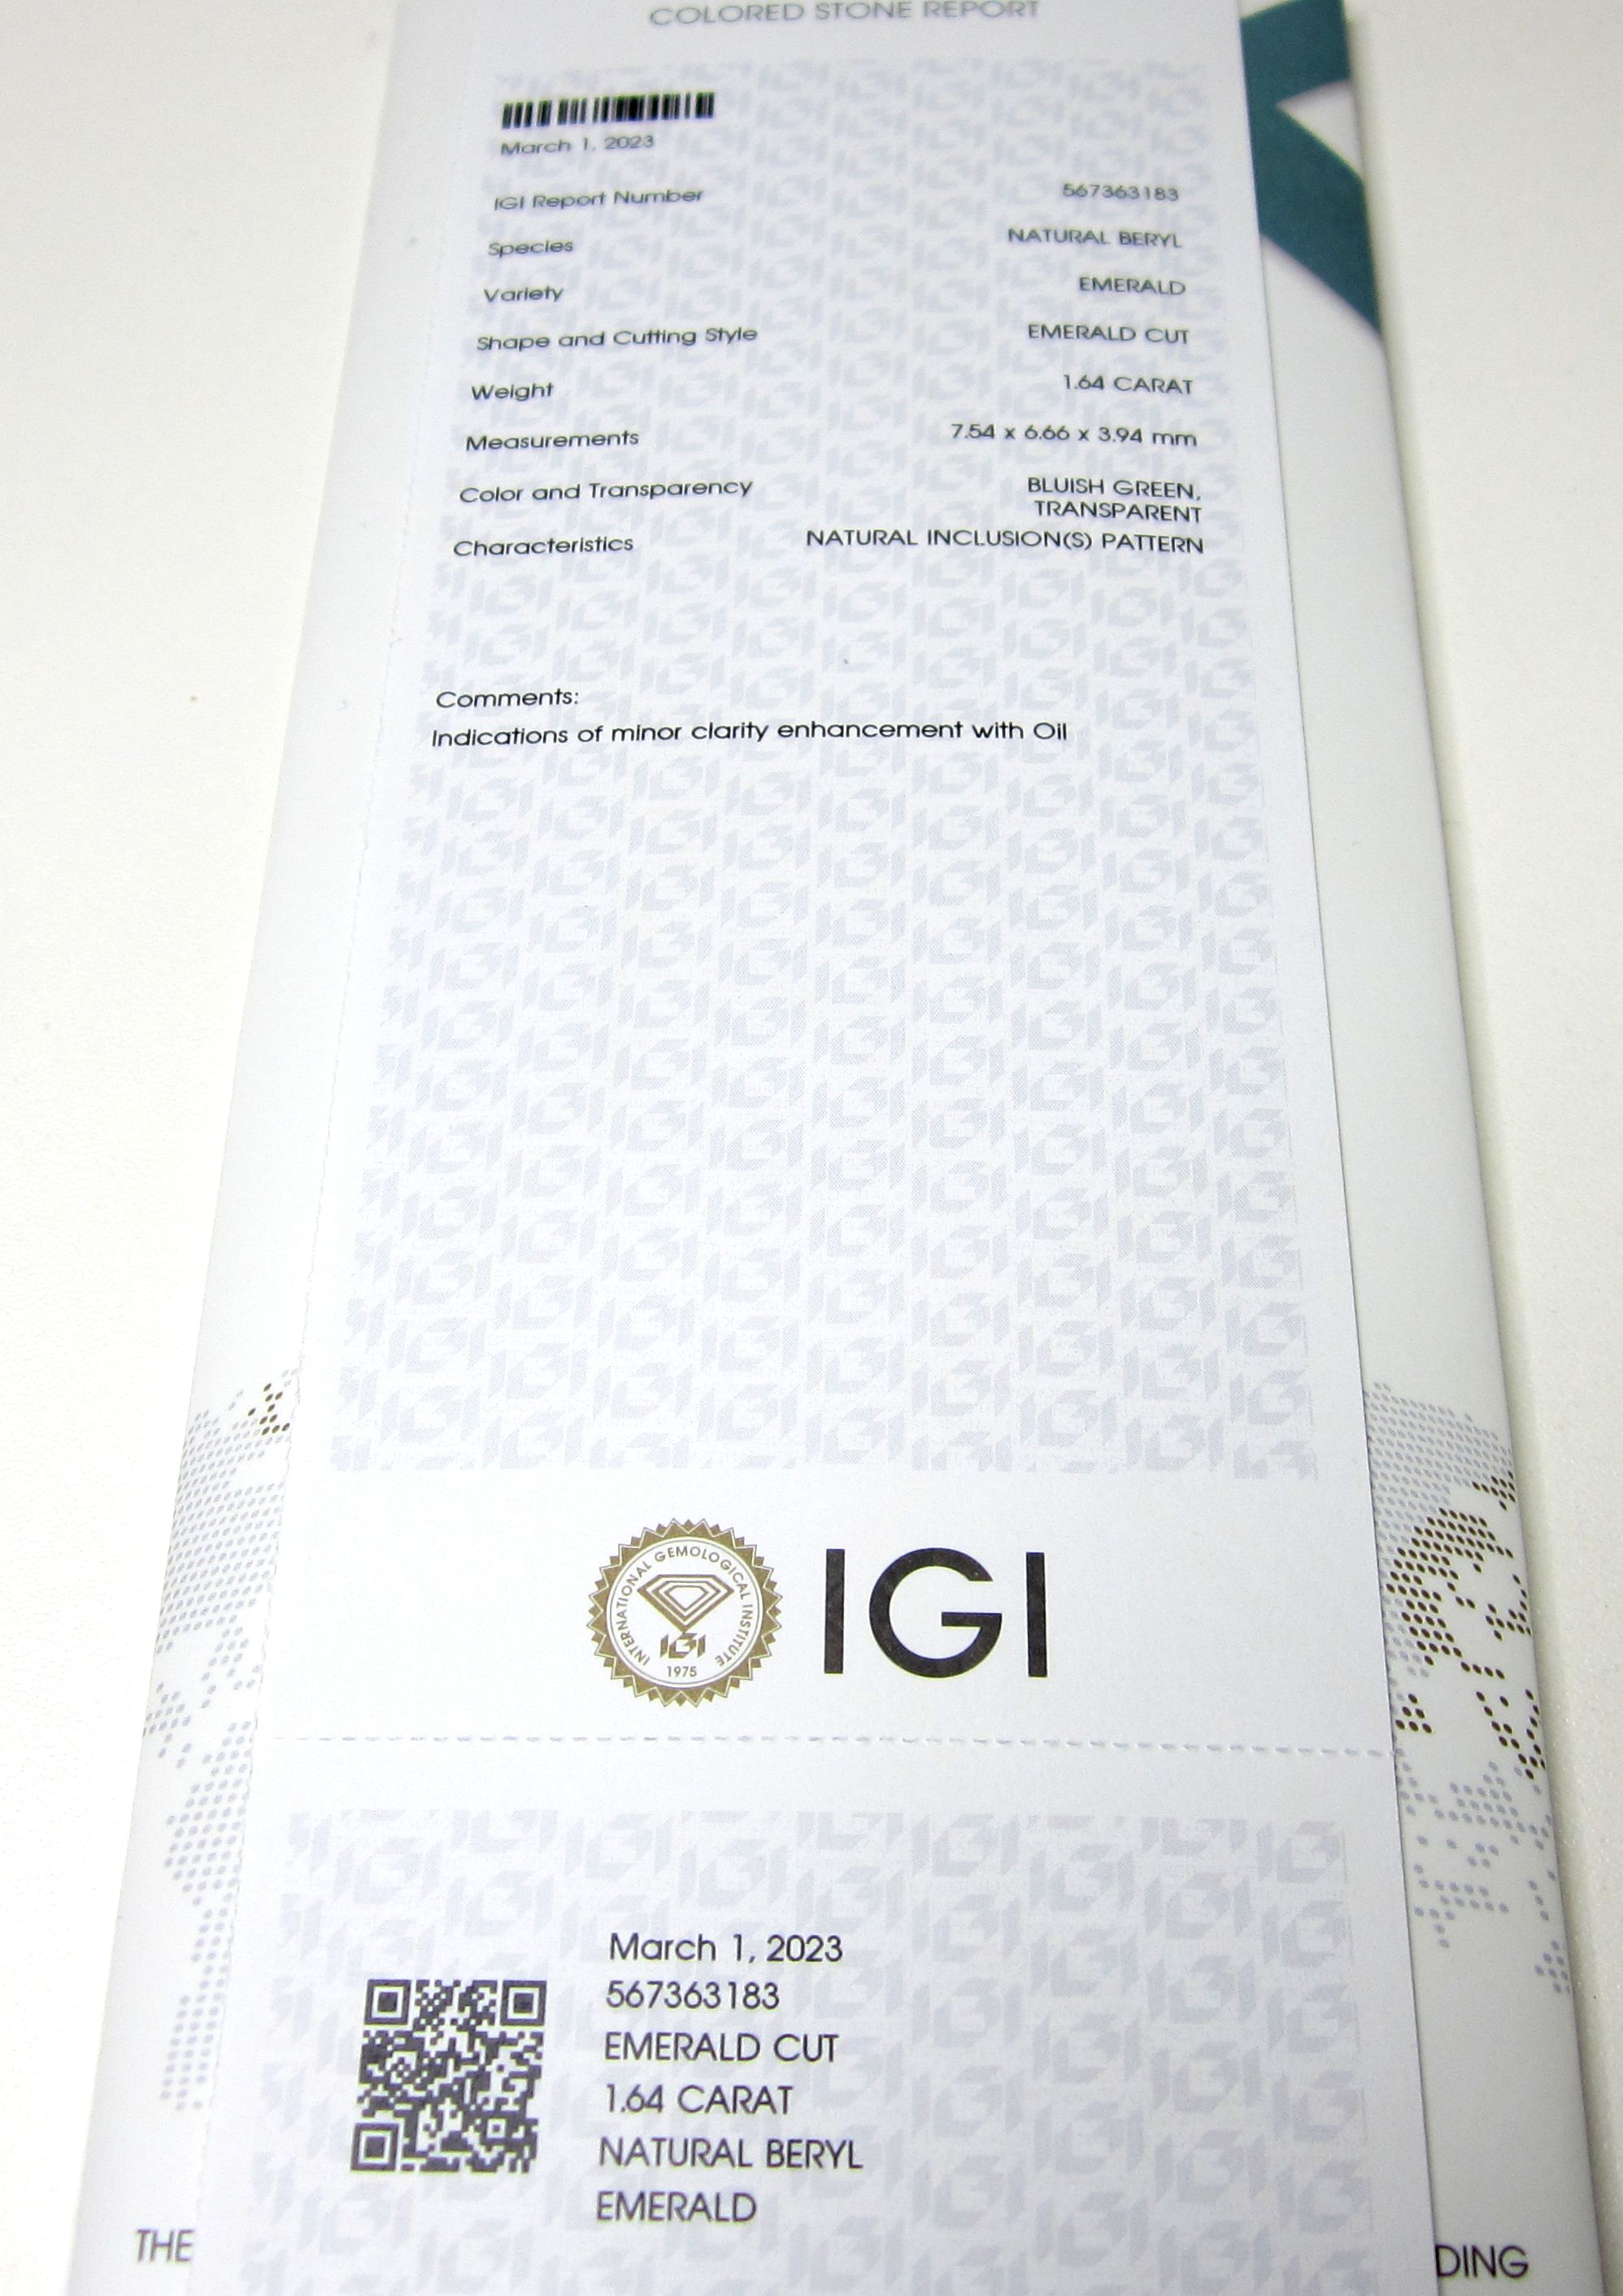 COLORED STONE REPORT
March 1, 2023
IGI Report Number 567363183
Species NATURAL BERYL
Variety EMERALD
Shape and Cutting Style EMERALD CUT
Weight 1.64 CARAT
Measurements 7.54 x 6.66 x 3.94 mm
Color and Transparency BLUISH GREEN,
TRANSPARENT
Characteristics NATURAL INCLUSION(S) PATTERN
Comments:
Indications of minor clarity enhancement with Oil
INTERNATIONAL GEMOLOGICAL INSTITUTE
IGI
1975
IGI
March 1, 2023
567363183
EMERALD CUT
1.64 CARAT
NATURAL BERYL
EMERALD
THE DING